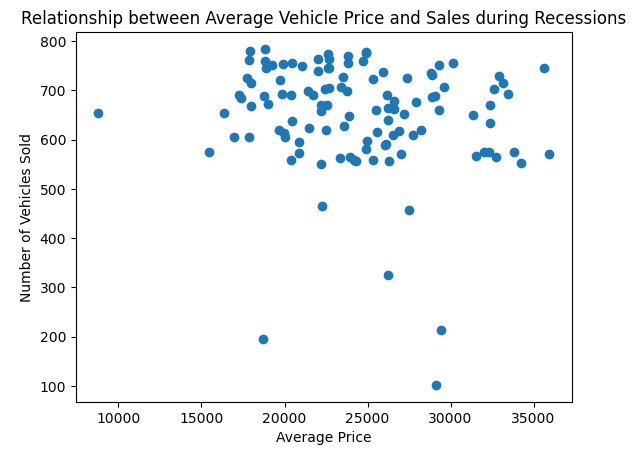 Relationship between Average Vehicle Price and Sales during Recessions
800
700
600
500
400
300
200
100
Number of Vehicles Sold
10000 15000 20000 25000 30000 35000
Average Price